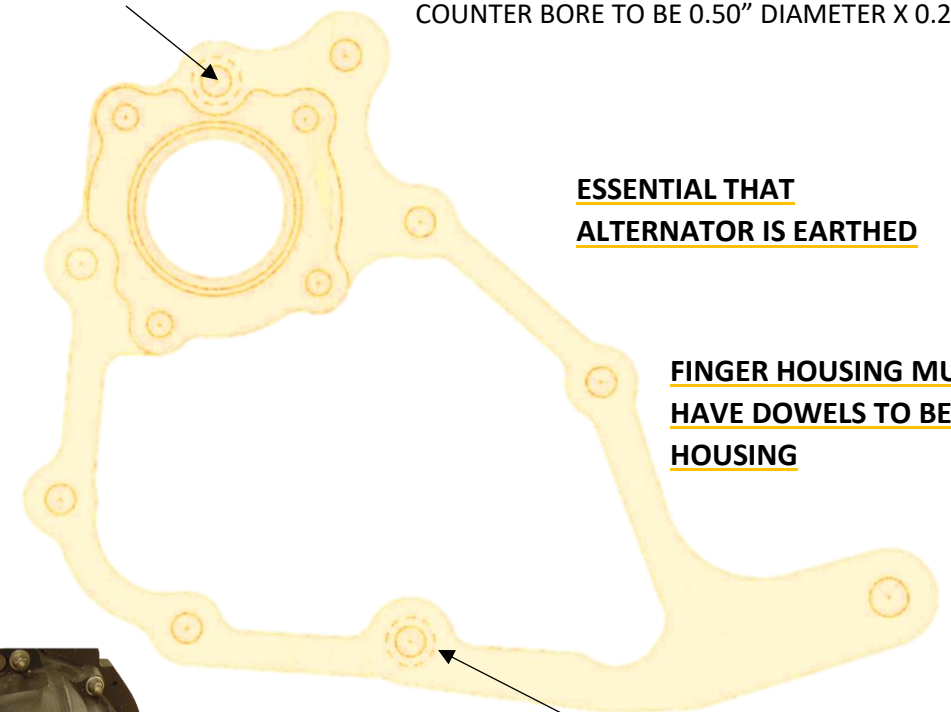 COUNTER BORE TO BE 0.50” DIAMETER X 0.2
ESSENTIAL THAT
ALTERNATOR IS EARTHED
FINGER HOUSING MU
HAVE DOWELS TO BE
HOUSING